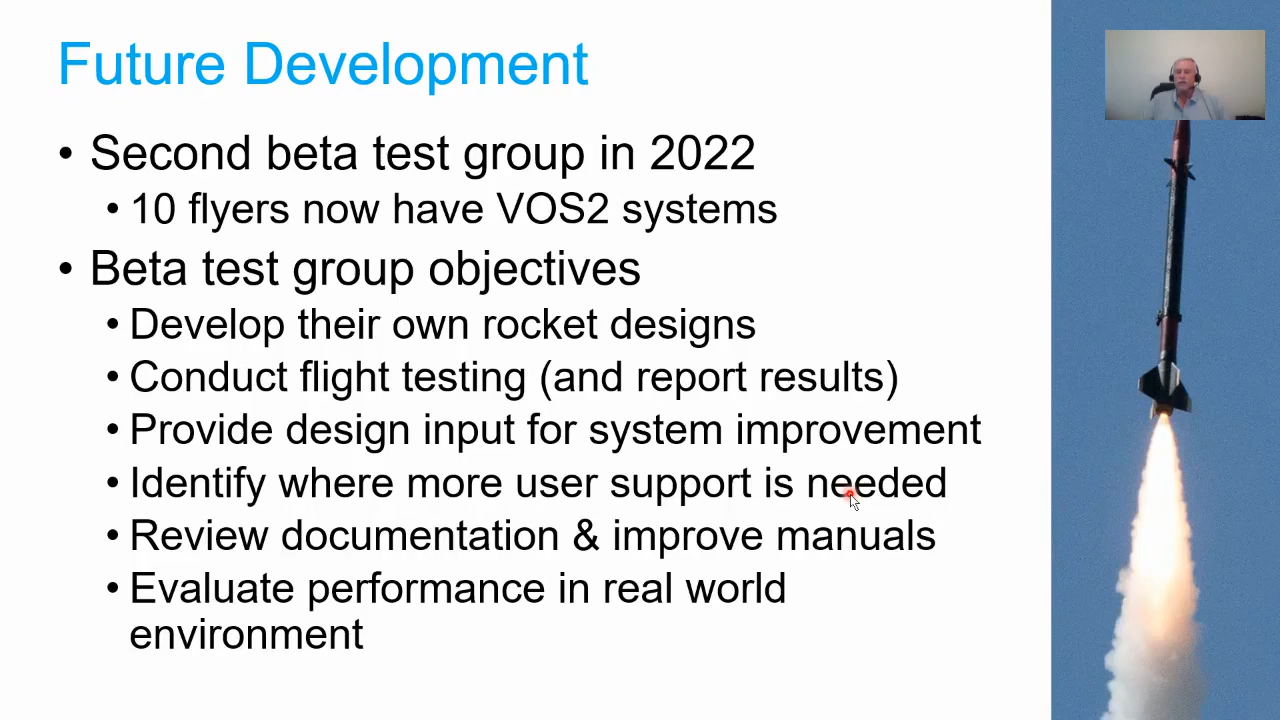 Future Development
• Second beta test group in 2022
• 10 flyers now have VOS2 systems
• Beta test group objectives
• Develop their own rocket designs
• Conduct flight testing (and report results)
• Provide design input for system improvement
• Identify where more user support is needed
• Review documentation & improve manuals
• Evaluate performance in real world
environment